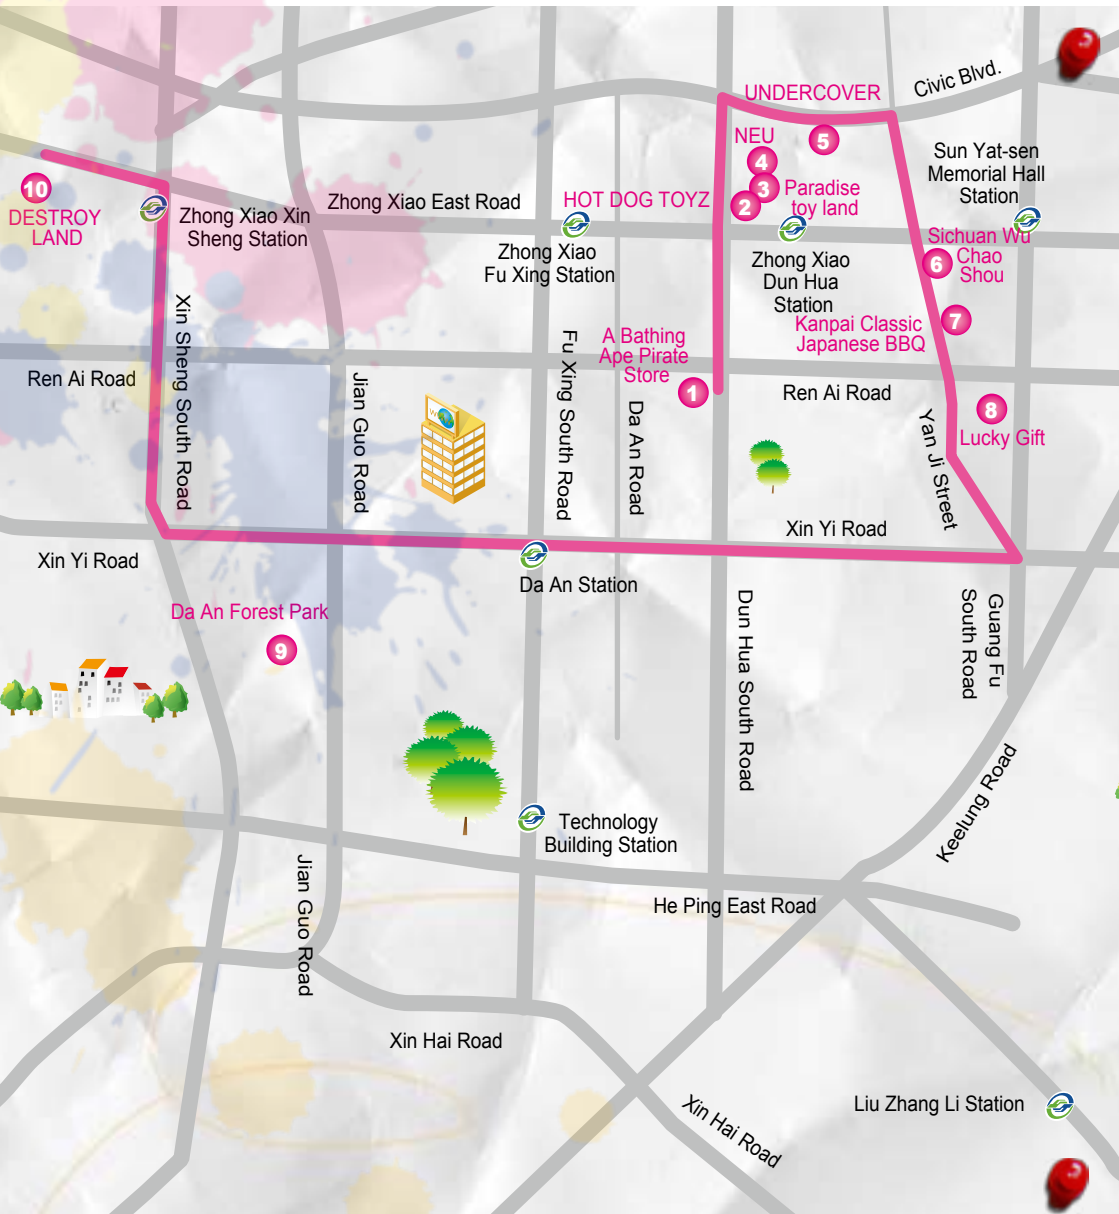 Civic Blvd.
UNDERCOVER
5
NEU
4
3
Paradise
toy land
2
HOT DOG TOYZ
Sun Yat-sen
Memorial Hall
Station
10
DESTROY
LAND
Zhong Xiao Xin
Sheng Station
Zhong Xiao East Road
Zhong Xiao
Fu Xing Station
Zhong Xiao
Dun Hua
Station
Sichuan Wu
Chao
Shou
6
7
Kanpai Classic
Japanese BBQ
A Bathing
Ape Pirate
Store
1
Ren Ai Road
Xin Sheng South Road
Jian Guo Road
Fu Xing South Road
Da An Road
Ren Ai Road
8
Lucky Gift
Yan Ji Street
Xin Yi Road
Xin Yi Road
Da An Station
Da An Forest Park
9
Dun Hua South Road
Guang Fu
South Road
Keelung Road
Technology
Building Station
Jian Guo Road
He Ping East Road
Xin Hai Road
Xin Hai Road
Liu Zhang Li Station